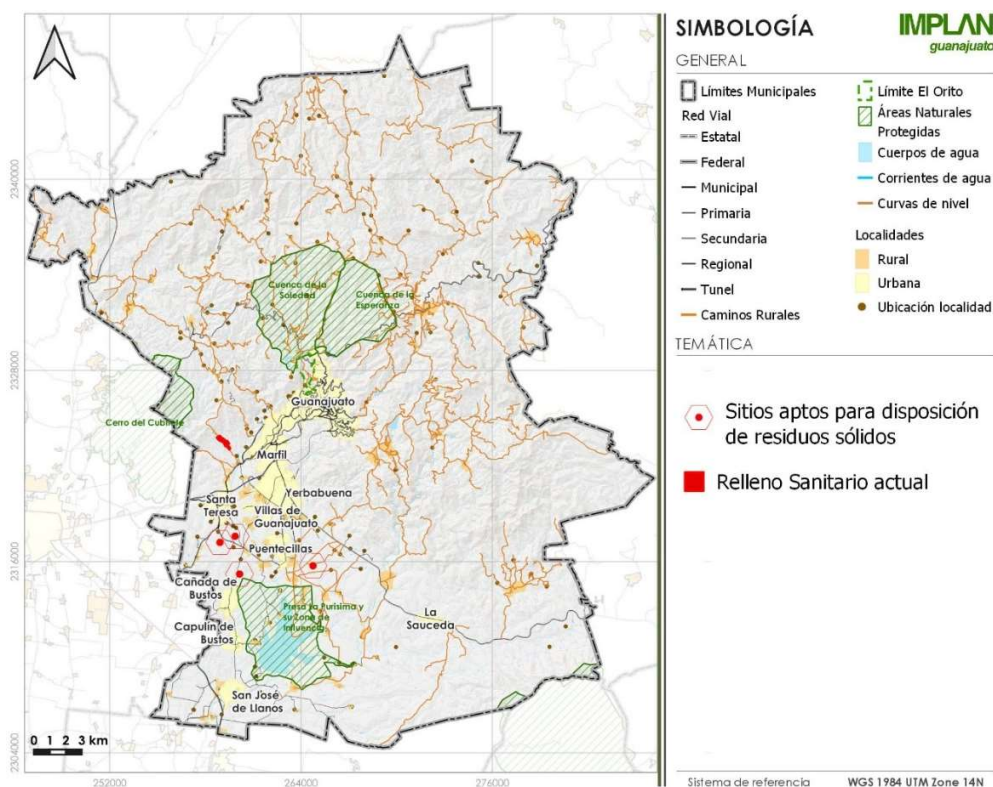 Cuenca de la
Soledad
Cuenca de la
Esperanza
Guanajuato
Cerro del Cubilete
Marfil
Yerbabuena
Santa
Teresa
Villas de
Guanajuato
Puentecillas
Cañada de
Bustos
Presa La Purísima y
su Zona de
Influencia
La
Sauceda
Capulín de
Bustos
San José
de Llanos
0 1 2 3 km
2340000
2328000
2316000
2304000
252000
264000
276000
SIMBOLOGÍA
IMPLAN
guanajuato
GENERAL
Límites Municipales
Red Vial
Estatal
Federal
Municipal
Primaria
Secundaria
Regional
Tunel
Caminos Rurales
Límite El Orito
Áreas Naturales
Protegidas
Cuerpos de agua
Corrientes de agua
Curvas de nivel
Localidades
Rural
Urbana
Ubicación localidad
TEMÁTICA
Sitios aptos para disposición
de residuos sólidos
Relleno Sanitario actual
Sistema de referencia WGS 1984 UTM Zone 14N